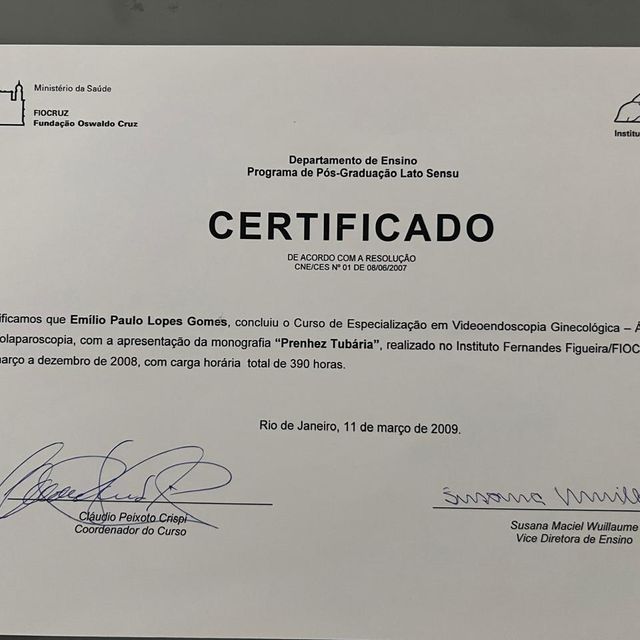 Ministério da Saúde
FIOCRUZ
Fundação Oswaldo Cruz
Institu
Departamento de Ensino
Programa de Pós-Graduação Lato Sensu
CERTIFICADO
DE ACORDO COM A RESOLUÇÃO
CNE/CES Nº 01 DE 08/06/2007
ificamos que Emílio Paulo Lopes Gomes, concluiu o Curso de Especialização em Videoendoscopia Ginecológica – Á
olaparoscopia, com a apresentação da monografia “Prenhez Tubária”, realizado no Instituto Fernandes Figueira/FIOC
março a dezembro de 2008, com carga horária total de 390 horas.
Rio de Janeiro, 11 de março de 2009.
Susana Wuill
Cláudio Peixoto Crispi
Coordenador do Curso
Susana Maciel Wuillaume
Vice Diretora de Ensino